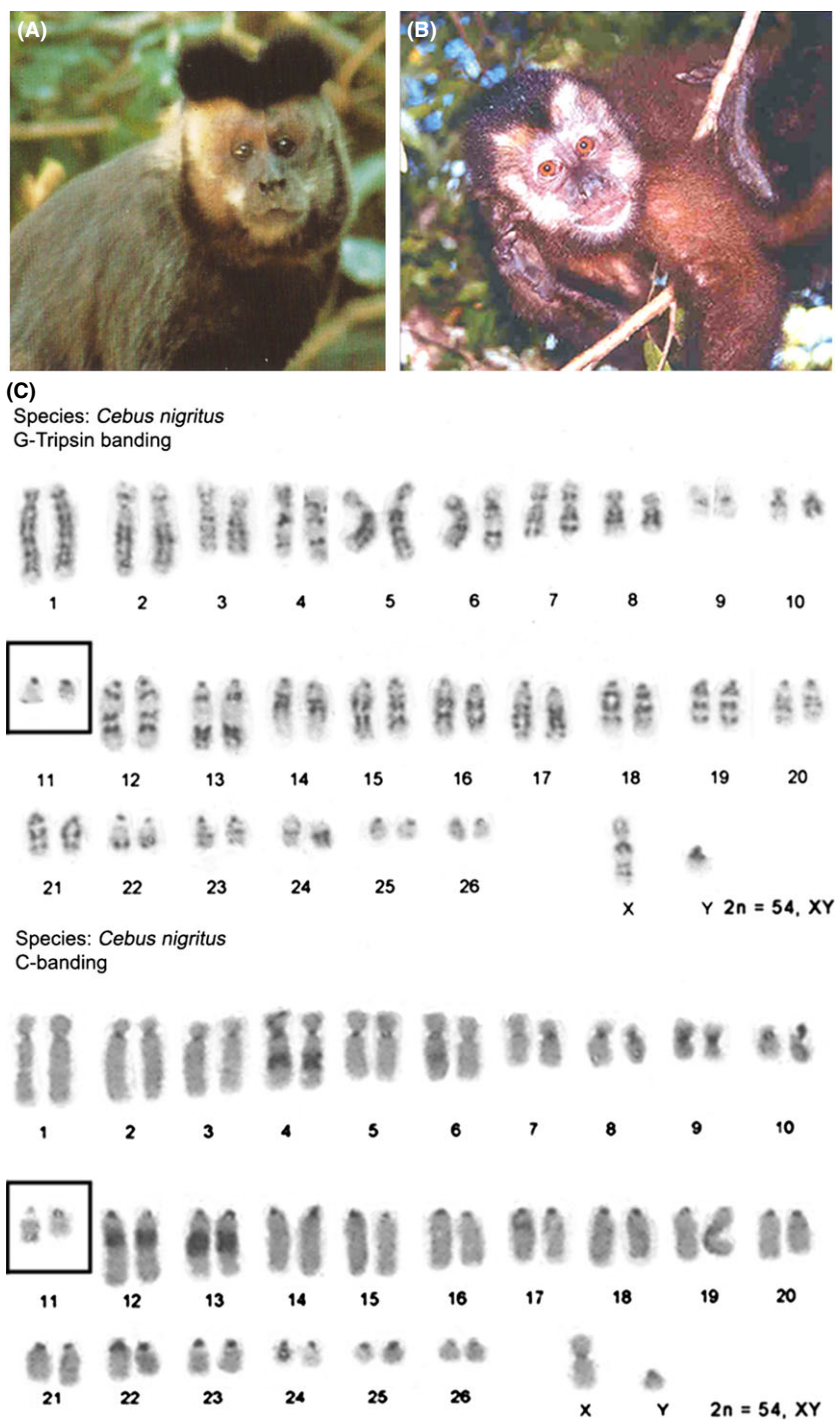 (A)
(B)
(C)
Species: Cebus nigritus
G-Tripsin banding
1 2 3 4 5 6 7 8 9 10
11 12 13 14 15 16 17 18 19 20
21 22 23 24 25 26 X Y 2n = 54, XY
Species: Cebus nigritus
C-banding
1 2 3 4 5 6 7 8 9 10
11 12 13 14 15 16 17 18 19 20
21 22 23 24 25 26 X Y 2n = 54, XY